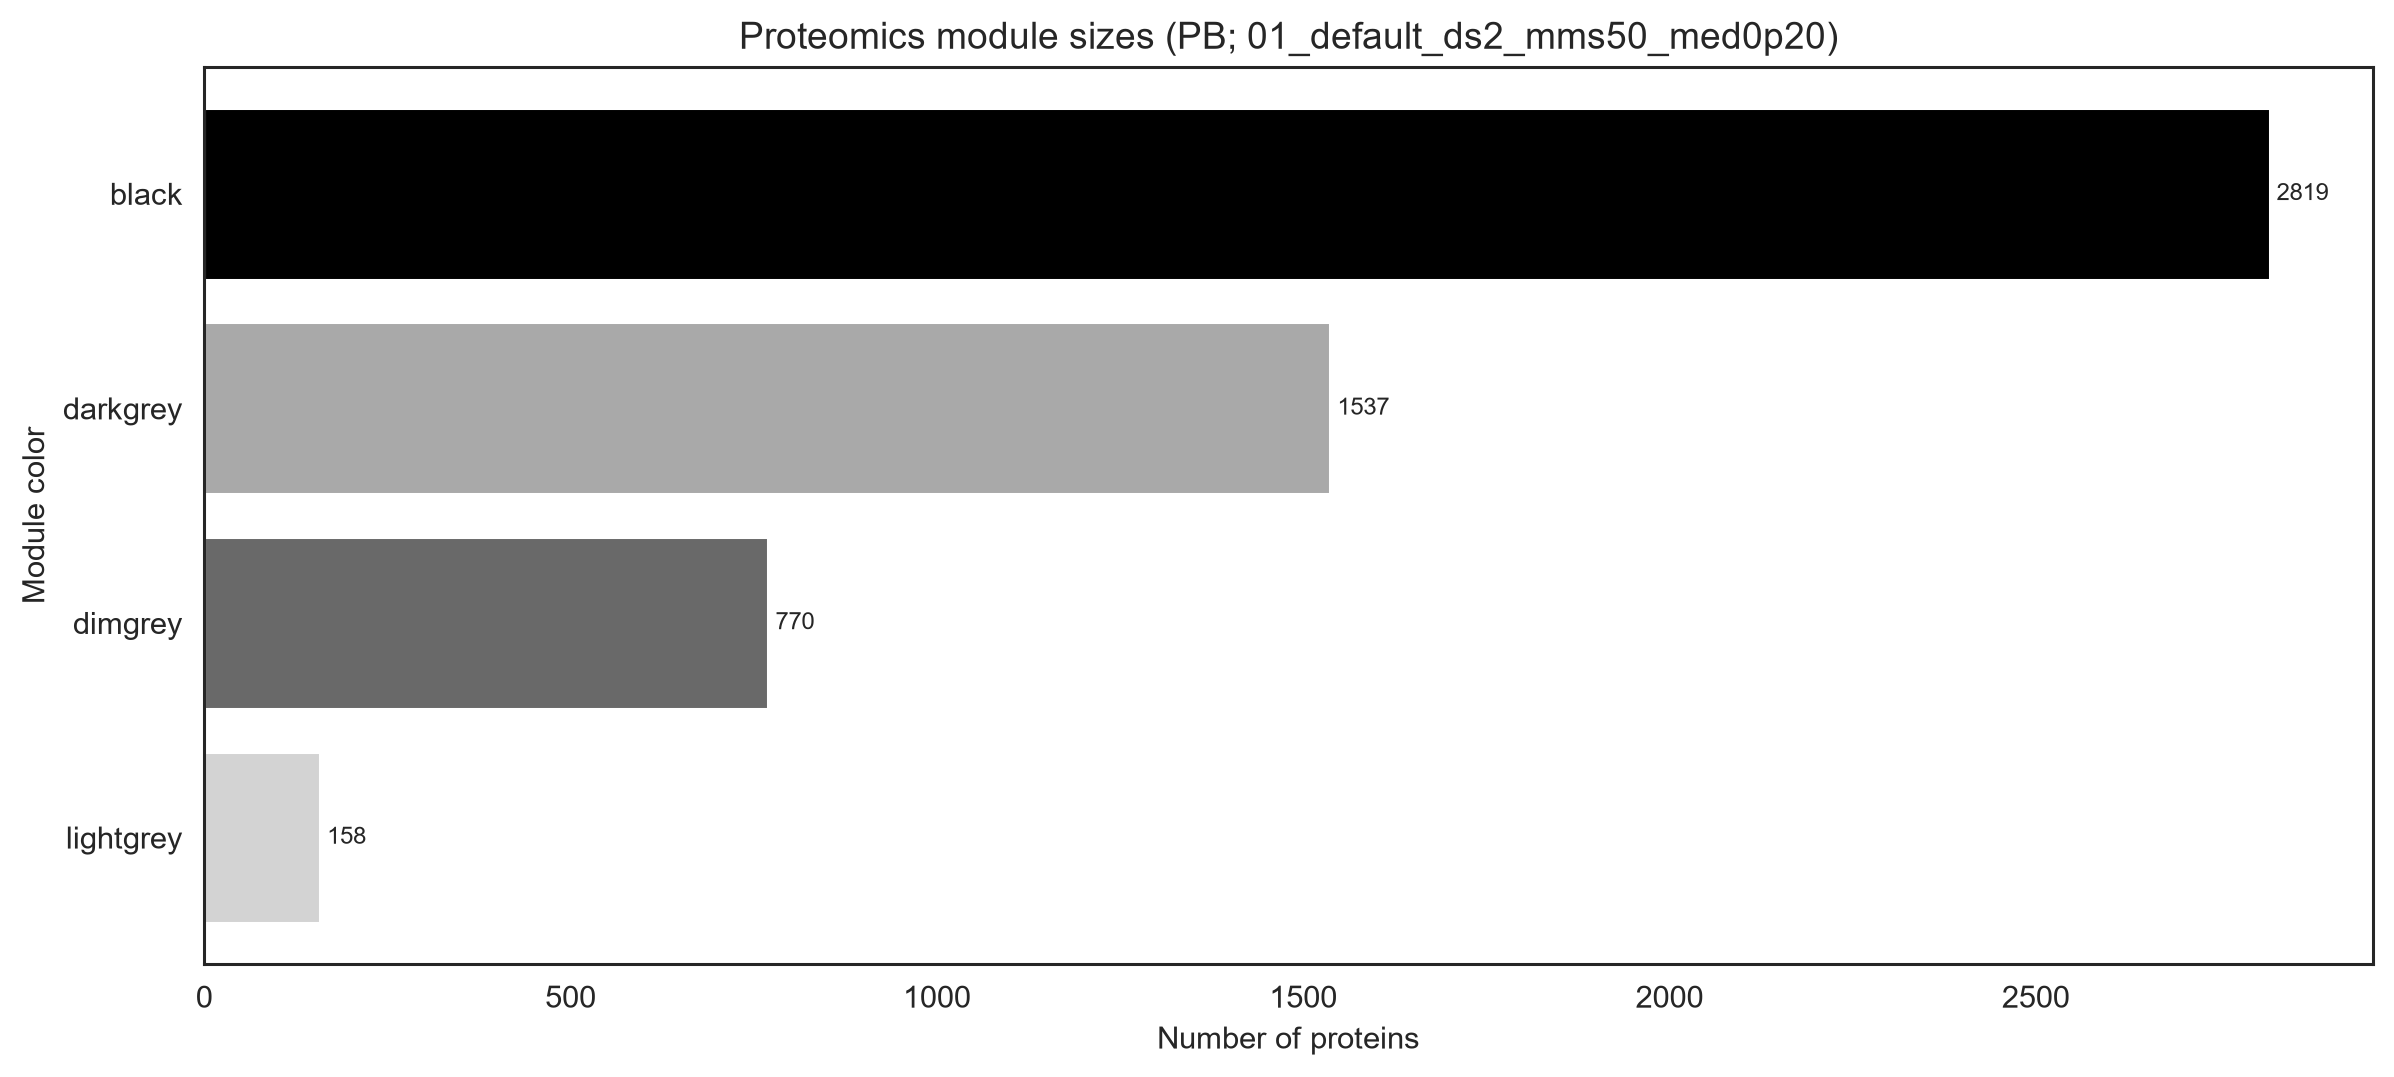 Proteomics module sizes (PB; 01_default_ds2_mms50_med0p20)
Module color
black
2819
darkgrey
1537
dimgrey
770
lightgrey
158
0 500 1000 1500 2000 2500
Number of proteins